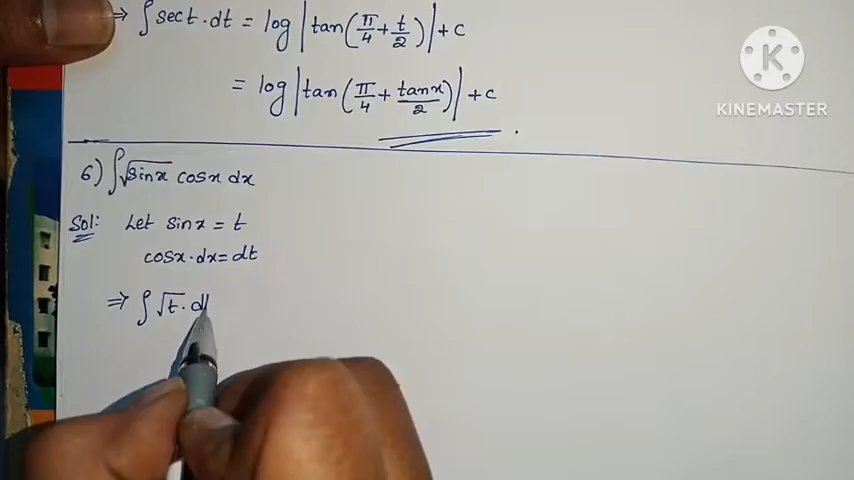 ⇒ ∫ sect.dt = log |tan(π/4 + t/2)| + c
= log |tan(π/4 + tanx/2)| + c
K
KINEMASTER
6) ∫ √sinx cosx dx
Sol: Let sinx = t
cosx.dx = dt
⇒ ∫ √t . d